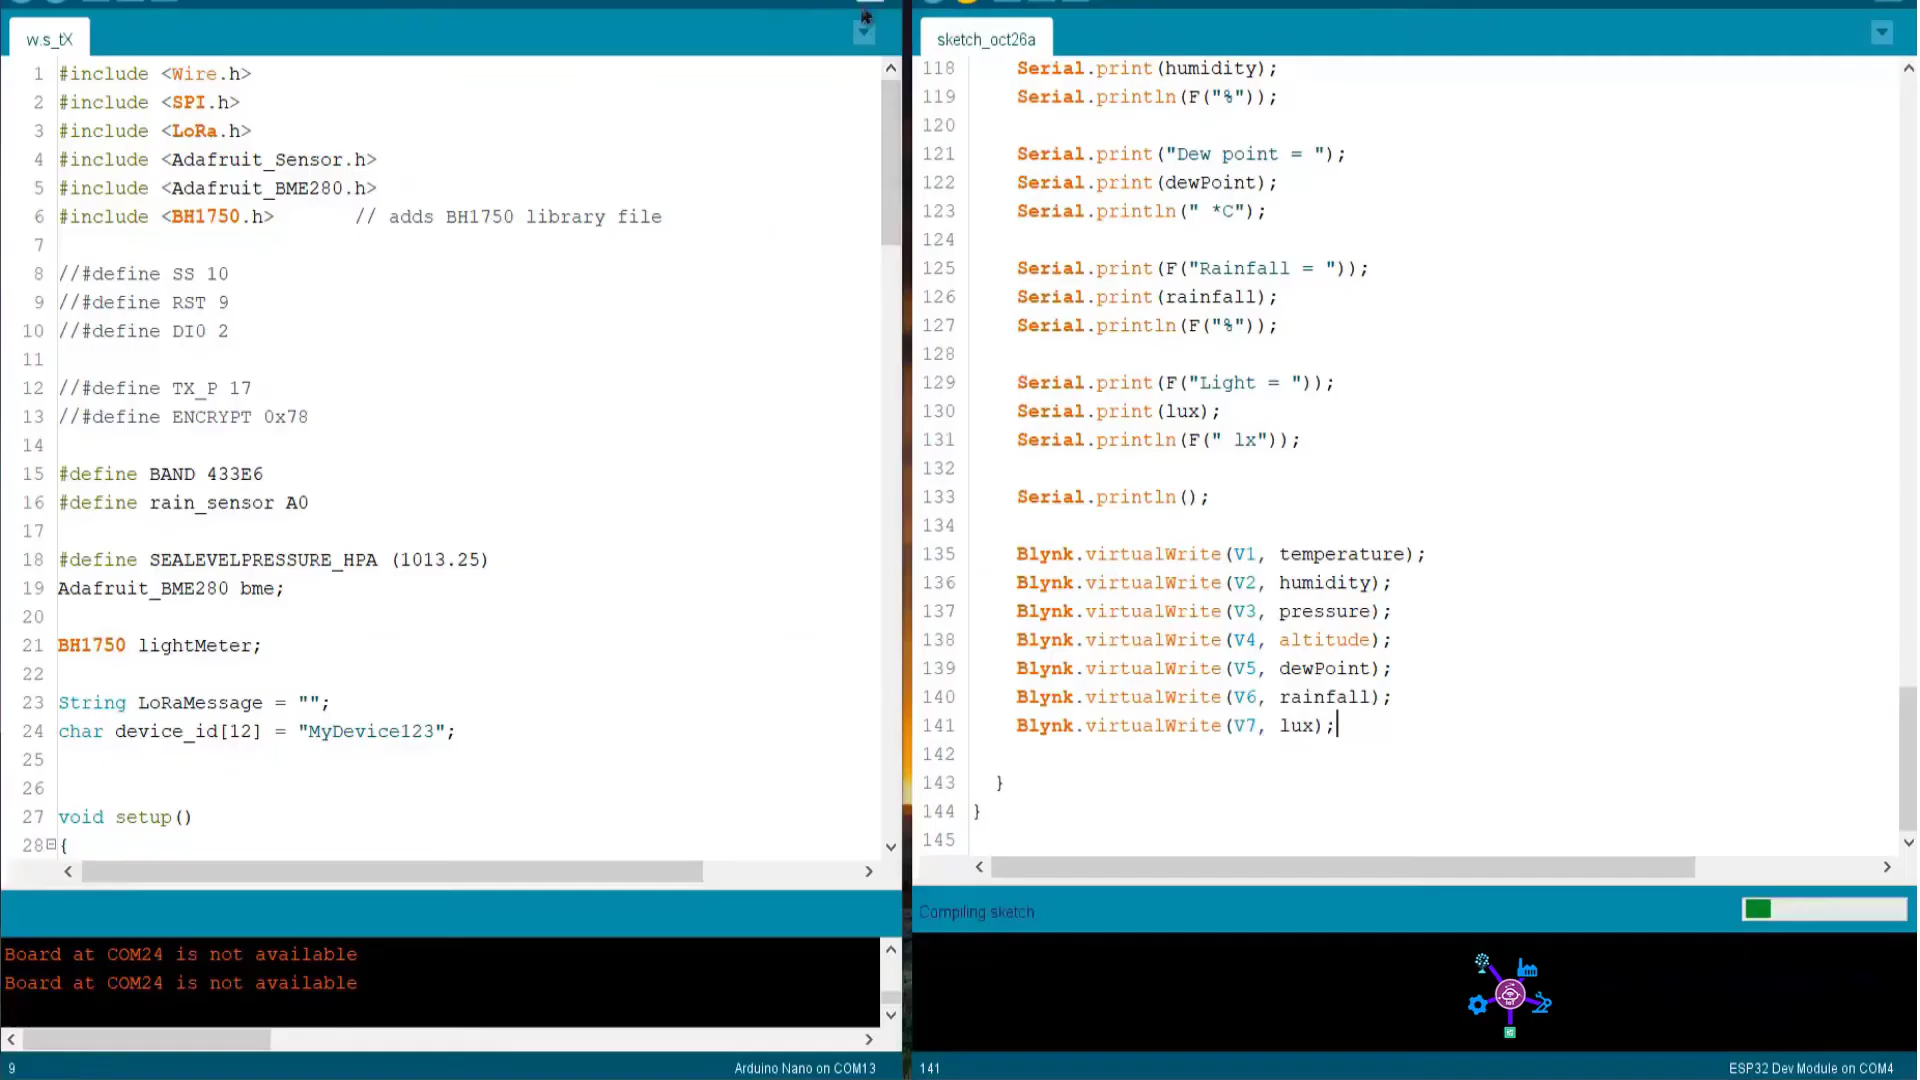 w.s_tX
1 #include <Wire.h>
2 #include <SPI.h>
3 #include <LoRa.h>
4 #include <Adafruit_Sensor.h>
5 #include <Adafruit_BME280.h>
6 #include <BH1750.h> // adds BH1750 library file
7
8 //#define SS 10
9 //#define RST 9
10 //#define DI0 2
11
12 //#define TX_P 17
13 //#define ENCRYPT 0x78
14
15 #define BAND 433E6
16 #define rain_sensor A0
17
18 #define SEALEVELPRESSURE_HPA (1013.25)
19 Adafruit_BME280 bme;
20
21 BH1750 lightMeter;
22
23 String LoRaMessage = "";
24 char device_id[12] = "MyDevice123";
25
26
27 void setup()
28 {
Board at COM24 is not available
Board at COM24 is not available
9 Arduino Nano on COM13
sketch_oct26a
118 Serial.print(humidity);
119 Serial.println(F("%"));
120
121 Serial.print("Dew point = ");
122 Serial.print(dewPoint);
123 Serial.println(" *C");
124
125 Serial.print(F("Rainfall = "));
126 Serial.print(rainfall);
127 Serial.println(F("%"));
128
129 Serial.print(F("Light = "));
130 Serial.print(lux);
131 Serial.println(F(" lx"));
132
133 Serial.println();
134
135 Blynk.virtualWrite(V1, temperature);
136 Blynk.virtualWrite(V2, humidity);
137 Blynk.virtualWrite(V3, pressure);
138 Blynk.virtualWrite(V4, altitude);
139 Blynk.virtualWrite(V5, dewPoint);
140 Blynk.virtualWrite(V6, rainfall);
141 Blynk.virtualWrite(V7, lux);
142
143 }
144 }
145
Compiling sketch
IoT
141 ESP32 Dev Module on COM4